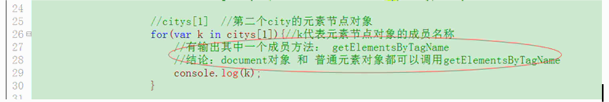 24
25 //citys[1] //第二个city的元素节点对象
26 for(var k in citys[1]){//k代表元素节点对象的成员名称
27 //有输出其中一个成员方法: getElementsByTagName
28 //结论: document对象 和 普通元素对象都可以调用getElementsByTagName
29 console.log(k);
30 }
31